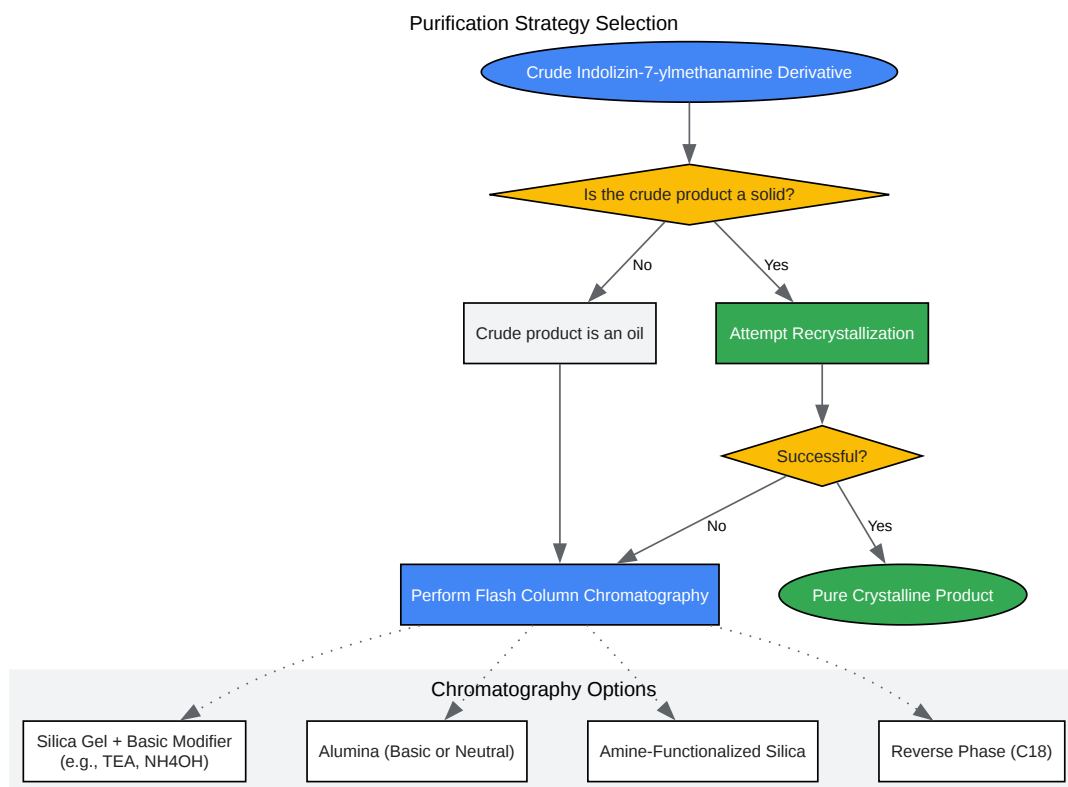 Purification Strategy Selection
Crude Indolizin-7-ylmethanamine Derivative
Is the crude product a solid?
No
Yes
Crude product is an oil
Attempt Recrystallization
Successful?
No
Yes
Perform Flash Column Chromatography
Pure Crystalline Product
Chromatography Options
Silica Gel + Basic Modifier
(e.g., TEA, NH4OH)
Alumina (Basic or Neutral)
Amine-Functionalized Silica
Reverse Phase (C18)